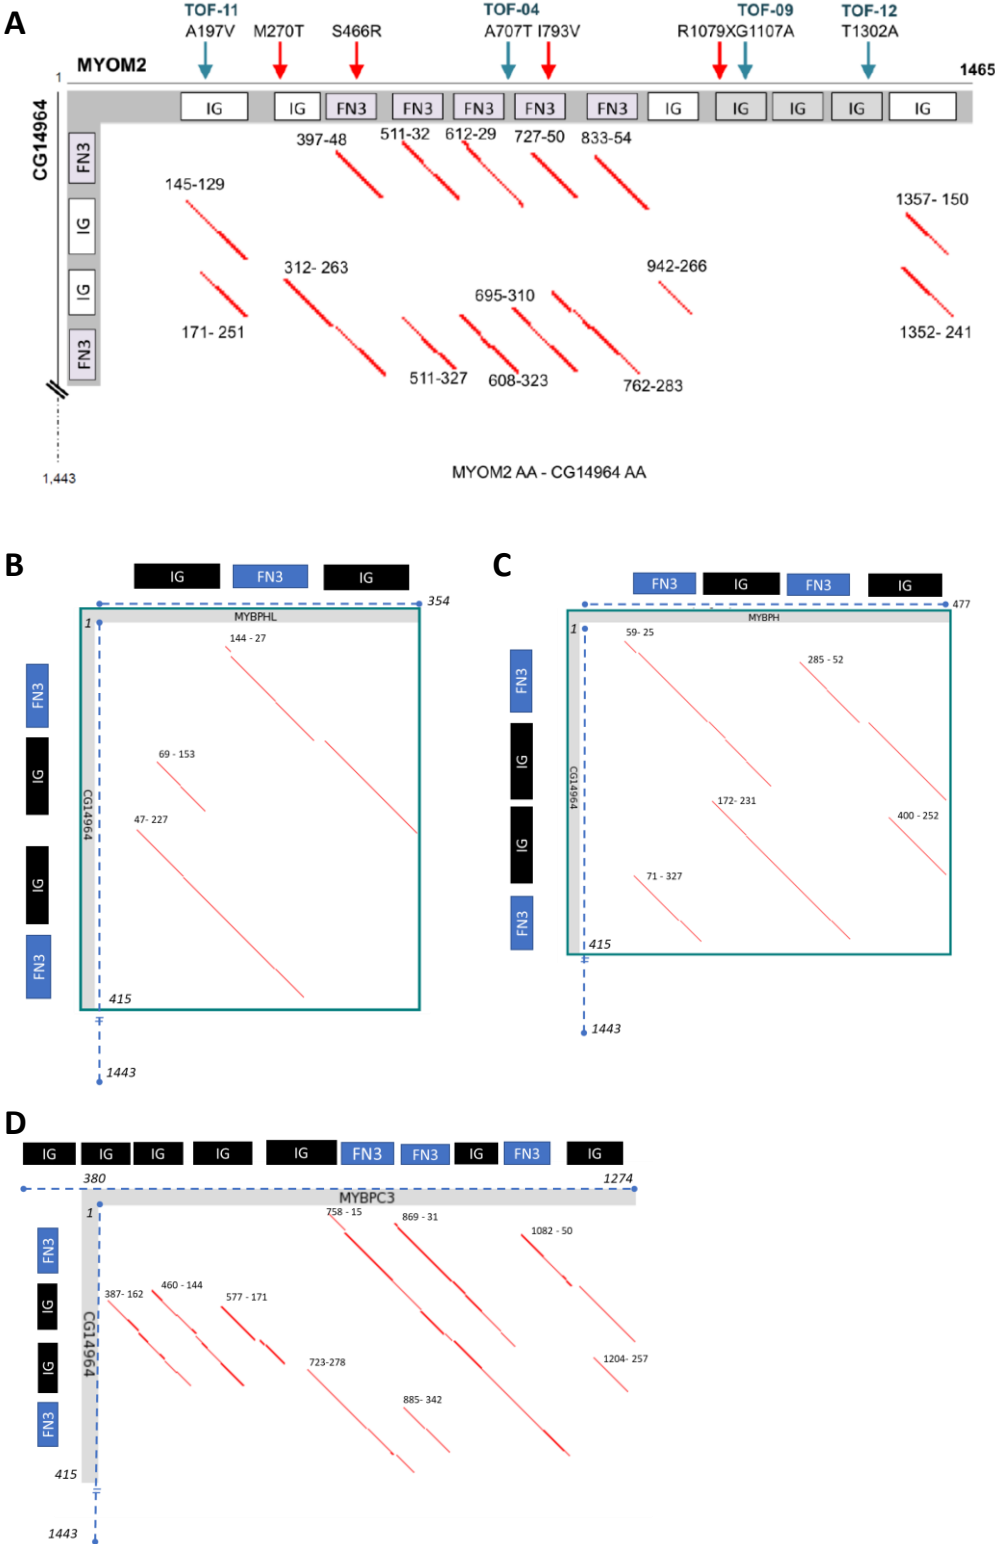 A
TOF-11 TOF-04 TOF-09 TOF-12
A197V M270T S466R A707T I793V R1079XG1107A T1302A
MYOM2
1 1465
CG14964
IG IG FN3 FN3 FN3 FN3 FN3 IG IG IG IG IG
397-48 511-32 612-29 727-50 833-54
FN3
145-129
1357- 150
IG
312- 263 942-266
IG
695-310
171- 251 1352- 241
FN3
511-327 608-323 762-283
1,443
MYOM2 AA - CG14964 AA
B
IG FN3 IG
354
MYBPHL
1
144 - 27
FN3
69 - 153
IG
CG14964
47- 227
IG
FN3
415
1443
C
FN3 IG FN3 IG
477
MYBPH
1
59- 25
285 - 52
FN3
IG
CG14964
172- 231
400 - 252
IG
71 - 327
FN3
415
1443
D
IG IG IG IG IG FN3 FN3 IG FN3 IG
380 1274
MYBPC3
1
758 - 15 869 - 31 1082 - 50
FN3
387- 162 460 - 144 577 - 171
IG
CG14964
723-278 1204- 257
IG
885- 342
FN3
415
1443